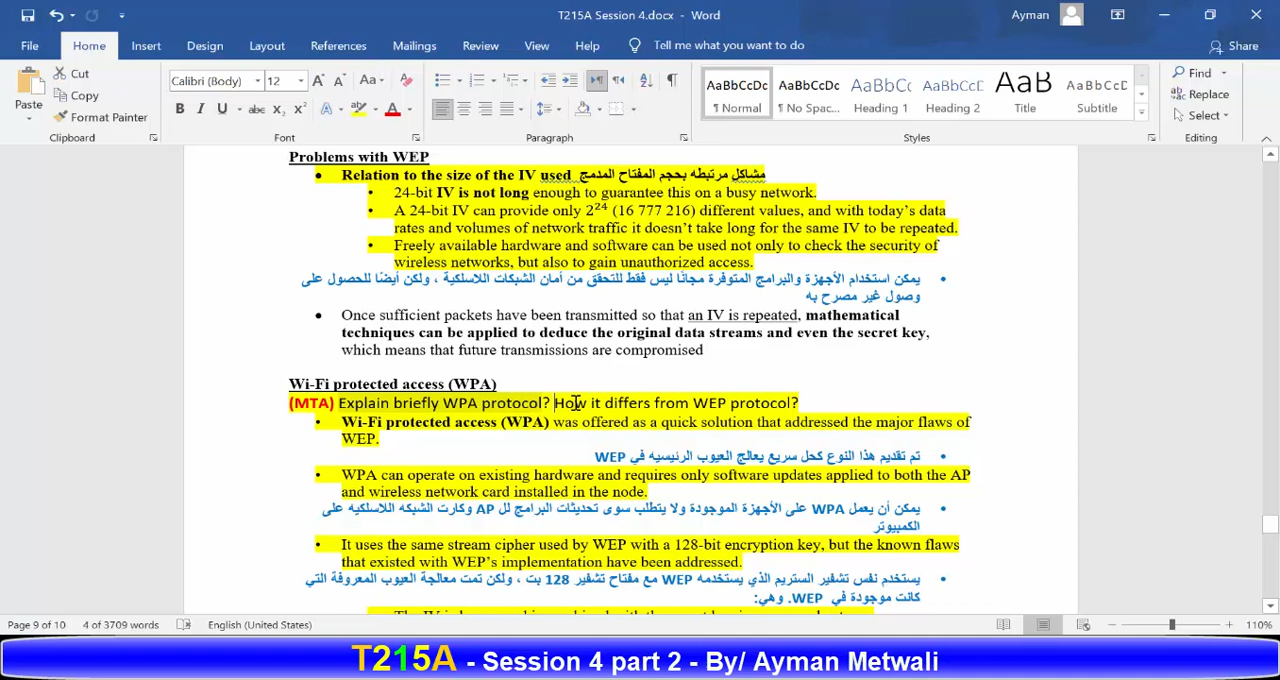 T215A Session 4.docx - Word
Ayman
File Home Insert Design Layout References Mailings Review View Help Tell me what you want to do Share
Paste
Cut
Copy
Format Painter
Clipboard
Calibri (Body) 12
Font
Paragraph
AaBbCcDc AaBbCcDc AaBbCc AaBbCcC AaB AaBbCcC
¶ Normal ¶ No Spac... Heading 1 Heading 2 Title Subtitle
Styles
Find
Replace
Select
Editing
Problems with WEP
• Relation to the size of the IV used مشاكل مرتبطه بحجم المفتاح المدمج
• 24-bit IV is not long enough to guarantee this on a busy network.
• A 24-bit IV can provide only 2²⁴ (16 777 216) different values, and with today's data
rates and volumes of network traffic it doesn't take long for the same IV to be repeated.
• Freely available hardware and software can be used not only to check the security of
wireless networks, but also to gain unauthorized access.
• يمكن استخدام الأجهزة والبرامج المتوفرة مجانًا ليس فقط للتحقق من أمان الشبكات اللاسلكية ، ولكن أيضًا للحصول على
وصول غير مصرح به
• Once sufficient packets have been transmitted so that an IV is repeated, mathematical
techniques can be applied to deduce the original data streams and even the secret key,
which means that future transmissions are compromised
Wi-Fi protected access (WPA)
(MTA) Explain briefly WPA protocol? How it differs from WEP protocol?
• Wi-Fi protected access (WPA) was offered as a quick solution that addressed the major flaws of
WEP.
• تم تقديم هذا النوع كحل سريع يعالج العيوب الرئيسيه في WEP
• WPA can operate on existing hardware and requires only software updates applied to both the AP
and wireless network card installed in the node.
• يمكن أن يعمل WPA على الأجهزة الموجودة ولا يتطلب سوى تحديثات البرامج لل AP وكارت الشبكه اللاسلكيه على
الكمبيوتر
• It uses the same stream cipher used by WEP with a 128-bit encryption key, but the known flaws
that existed with WEP's implementation have been addressed.
• يستخدم نفس تشفير الستريم الذي يستخدمه WEP مع مفتاح تشفير 128 بت ، ولكن تمت معالجة العيوب المعروفة التي
كانت موجودة في WEP. وهي:
Page 9 of 10 4 of 3709 words English (United States) 110%
T215A - Session 4 part 2 - By/ Ayman Metwali